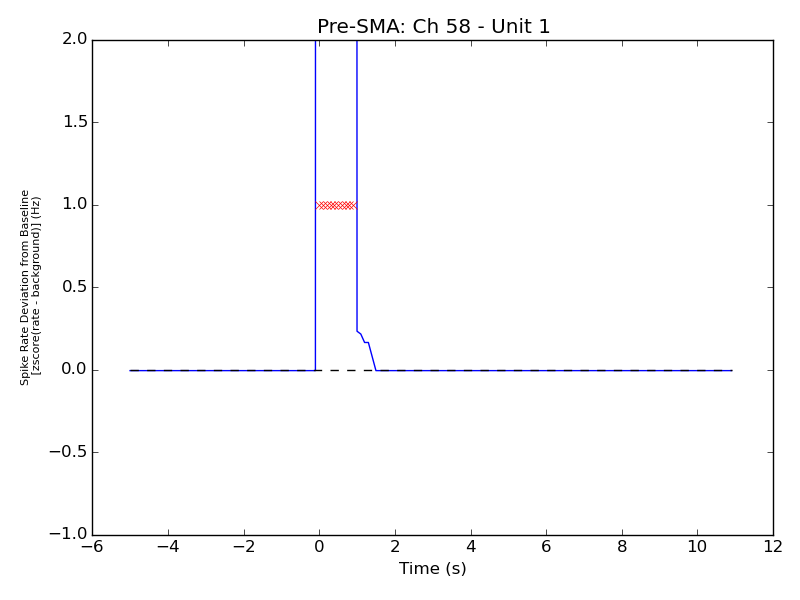 Pre-SMA: Ch 58 - Unit 1
2.0
1.5
1.0
0.5
0.0
−0.5
−1.0
Spike Rate Deviation from Baseline
[zscore(rate - background)] (Hz)
−6 −4 −2 0 2 4 6 8 10 12
Time (s)